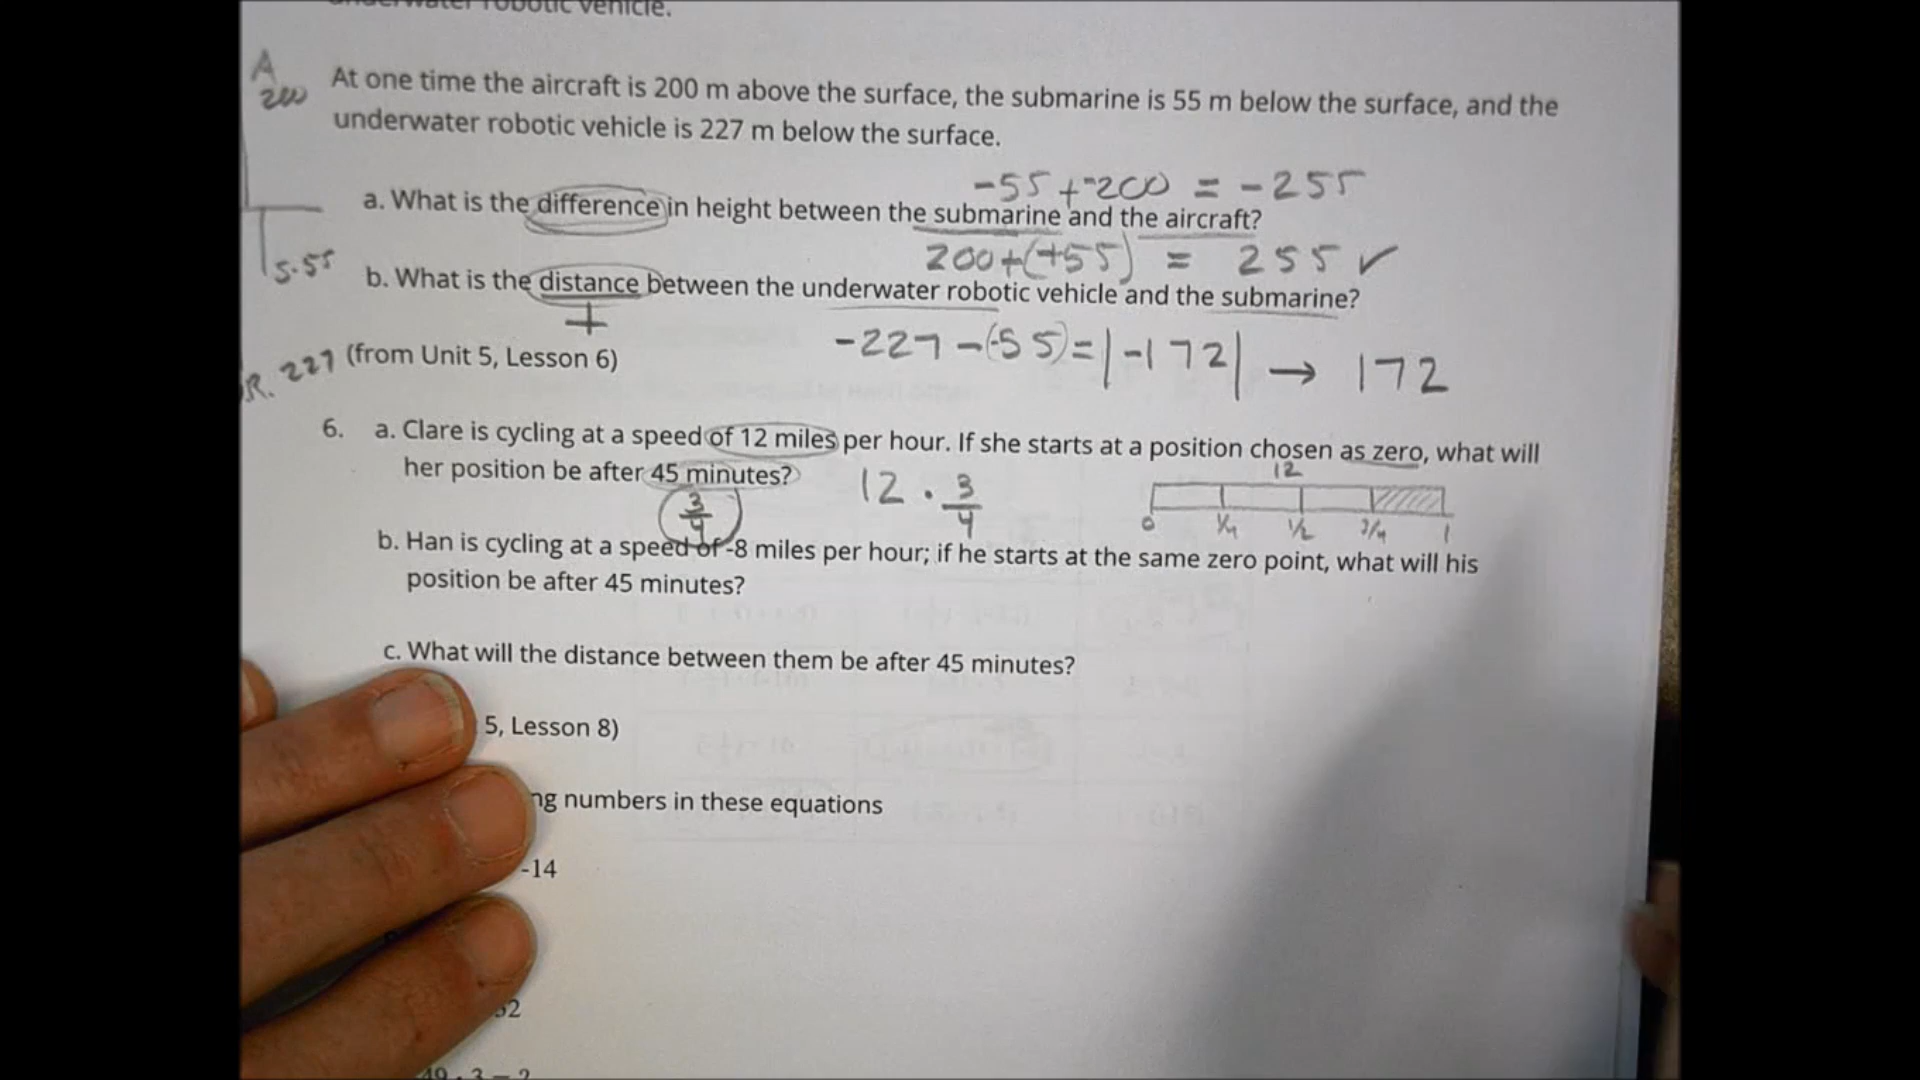 underwater robotic vehicle.
A
200
At one time the aircraft is 200 m above the surface, the submarine is 55 m below the surface, and the
underwater robotic vehicle is 227 m below the surface.
-55 + -200 = -255
a. What is the difference in height between the submarine and the aircraft?
200+(+55) = 255 ✓
S-55
b. What is the distance between the underwater robotic vehicle and the submarine?
+
-227 -(-55)=|-172| → 172
R. 227
(from Unit 5, Lesson 6)
6. a. Clare is cycling at a speed of 12 miles per hour. If she starts at a position chosen as zero, what will
her position be after 45 minutes?
3/4
12 · 3/4
12
0 1/4 1/2 3/4 1
b. Han is cycling at a speed of -8 miles per hour; if he starts at the same zero point, what will his
position be after 45 minutes?
c. What will the distance between them be after 45 minutes?
5, Lesson 8)
ng numbers in these equations
-14
52
49 · 3 = ?